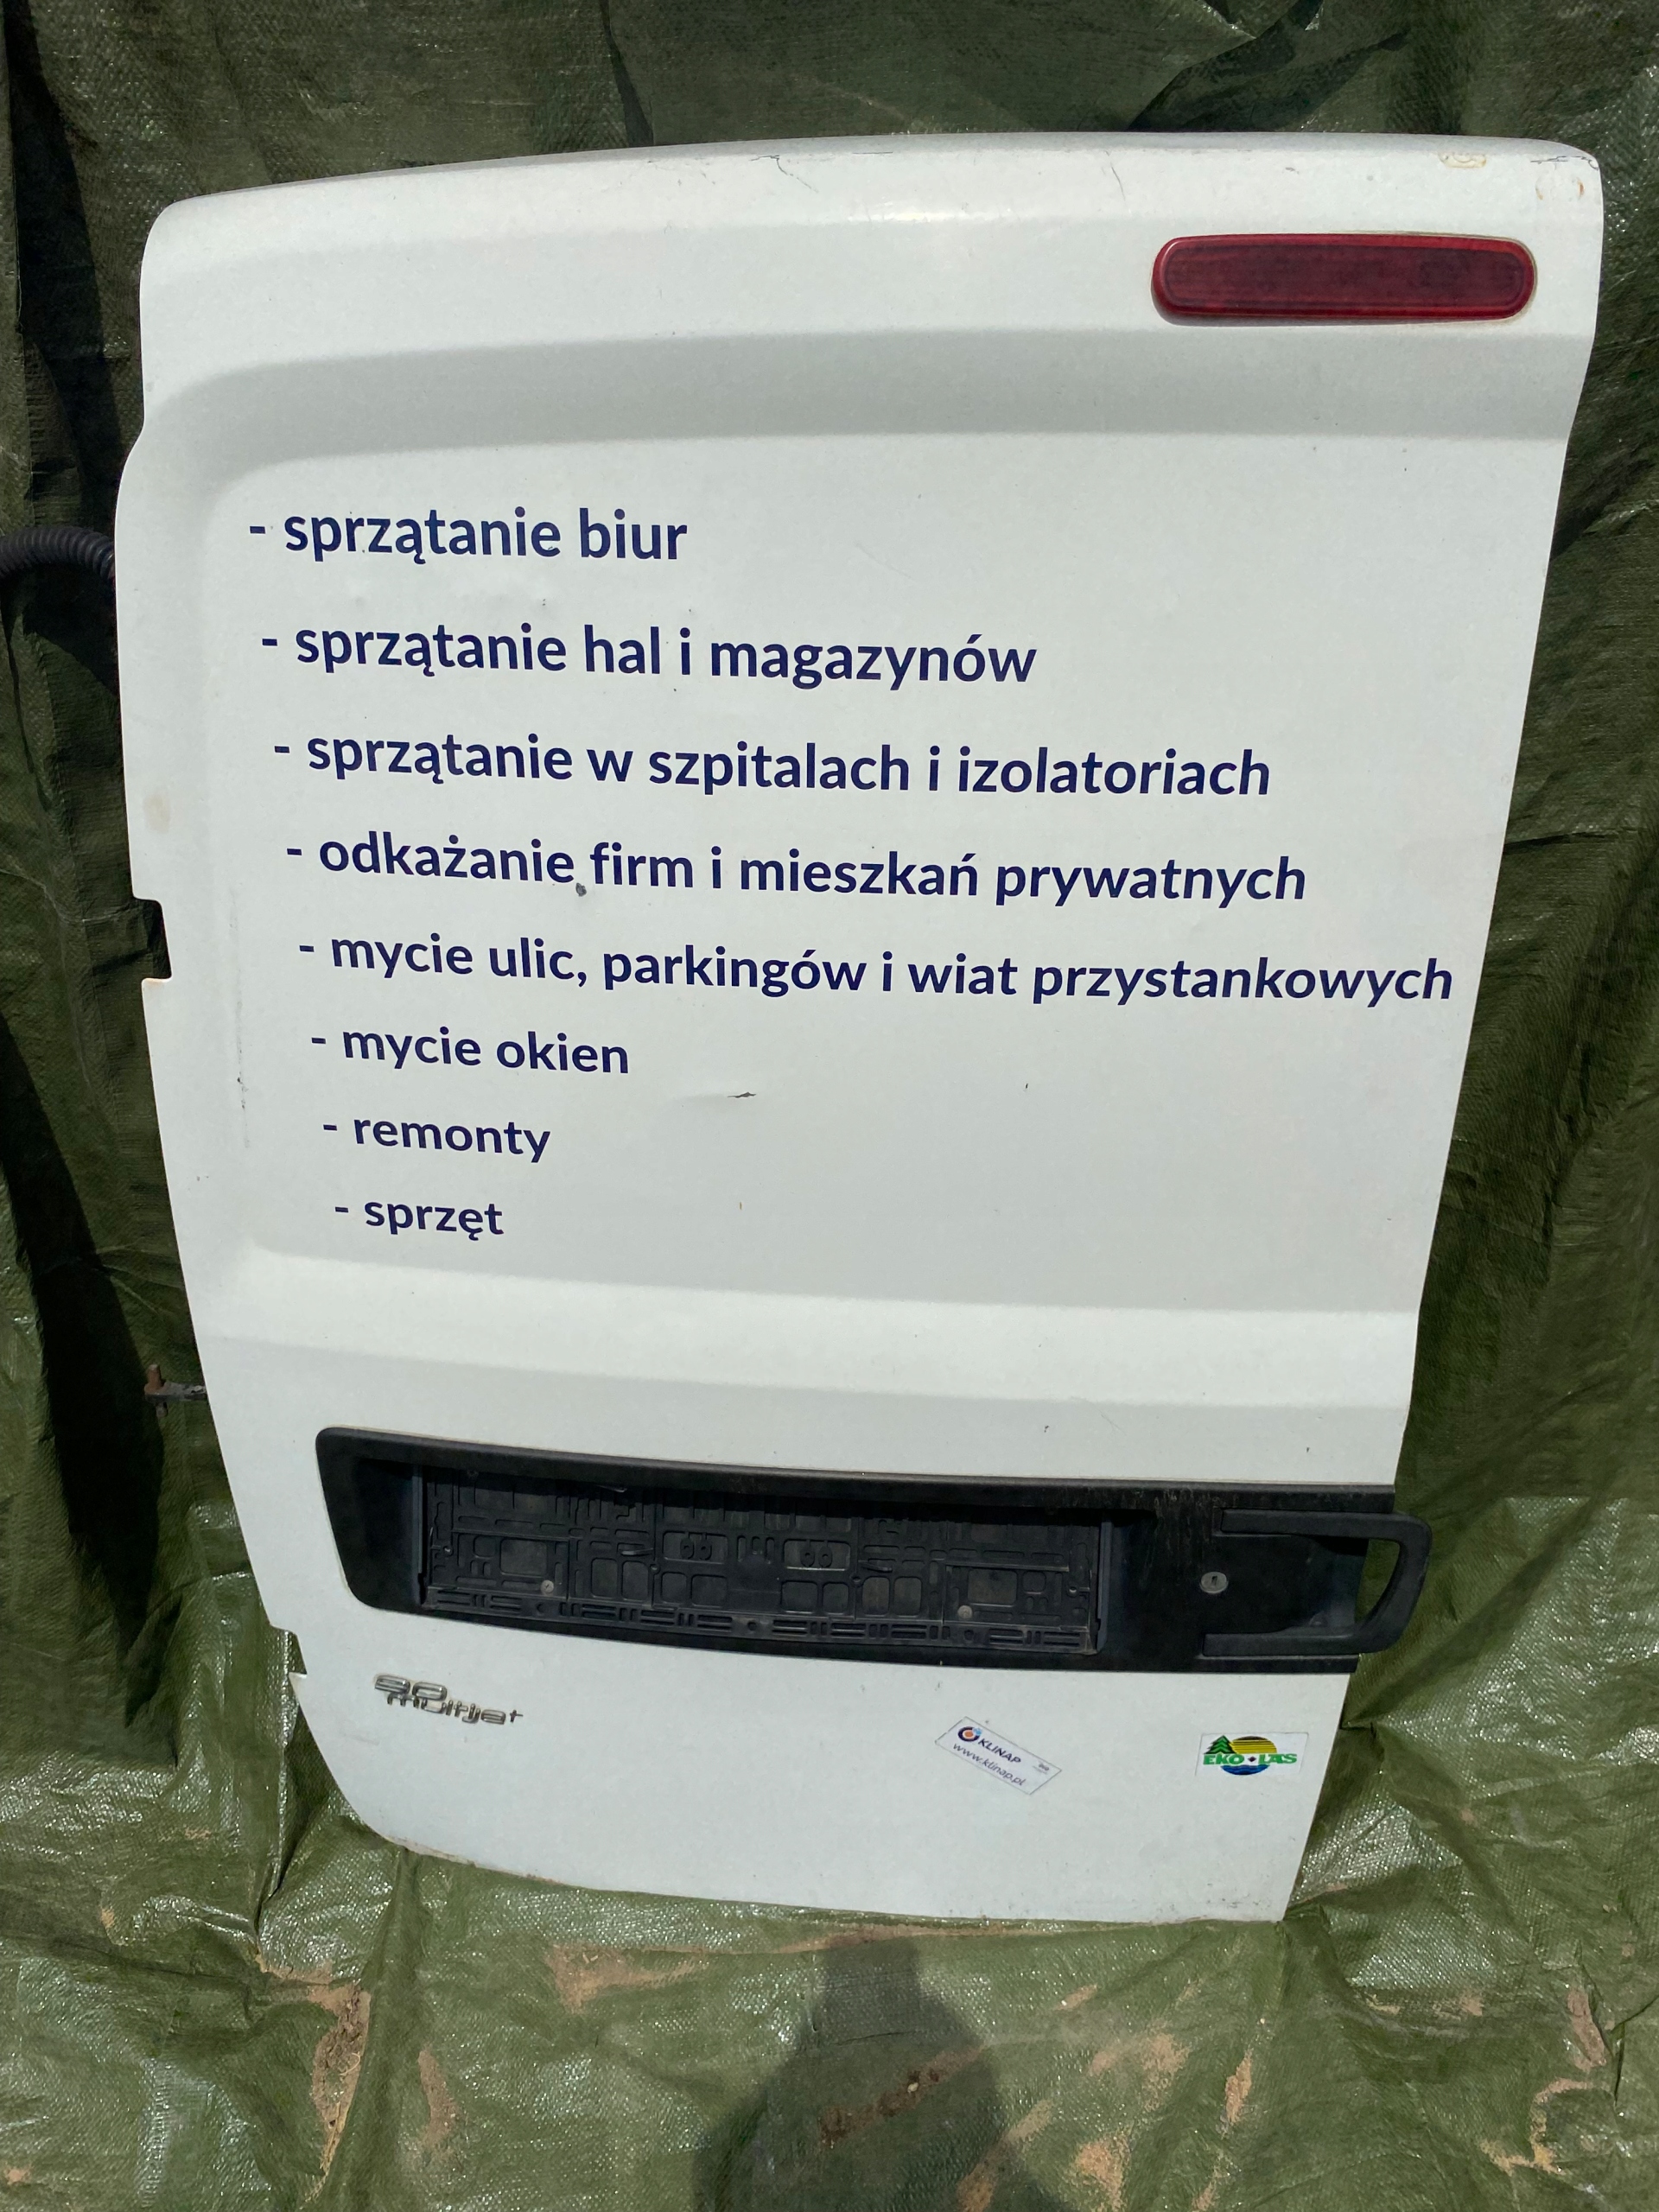 - sprzątanie biur
- sprzątanie hal i magazynów
- sprzątanie w szpitalach i izolatoriach
- odkażanie firm i mieszkań prywatnych
- mycie ulic, parkingów i wiat przystankowych
- mycie okien
- remonty
- sprzęt
90
multijet
KLINAP
www.klinap.pl
EKO LAS